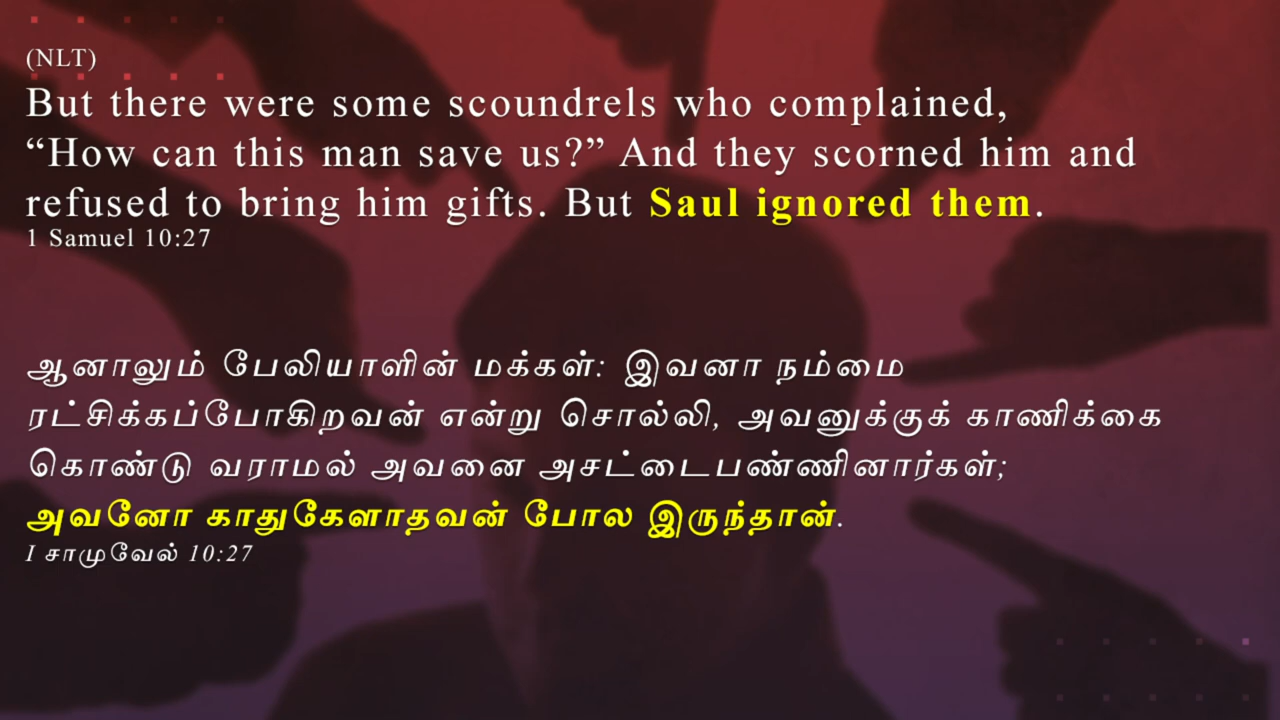 (NLT)
But there were some scoundrels who complained,
“How can this man save us?” And they scorned him and
refused to bring him gifts. But Saul ignored them.
1 Samuel 10:27
ஆனாலும் பேலியாளின் மக்கள்: இவனா நம்மை
ரட்சிக்கப்போகிறவன் என்று சொல்லி, அவனுக்குக் காணிக்கை
கொண்டு வராமல் அவனை அசட்டைபண்ணினார்கள்;
அவனோ காதுகேளாதவன் போல இருந்தான்.
I சாமுவேல் 10:27